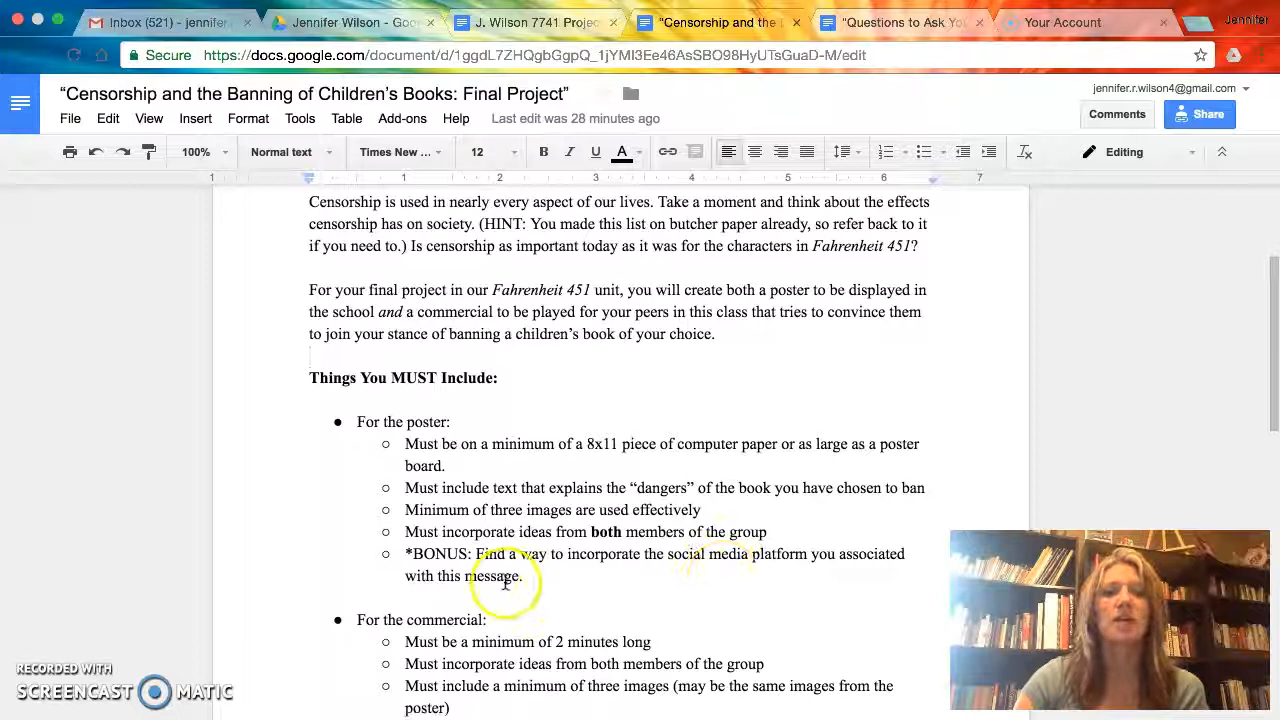 Inbox (521) - jennifer.
Jennifer Wilson - Goo
J. Wilson 7741 Projec
"Censorship and the
"Questions to Ask Yo
Your Account
Jennifer
Secure
https://docs.google.com/document/d/1ggdL7ZHQgbGgpQ_1jYMI3Ee46AsSBO98HyUTsGuaD-M/edit
“Censorship and the Banning of Children’s Books: Final Project”
jennifer.r.wilson4@gmail.com
File Edit View Insert Format Tools Table Add-ons Help Last edit was 28 minutes ago
Comments
Share
100% Normal text Times New ... 12 B I U A Editing
1 1 2 3 4 5 6 7
Censorship is used in nearly every aspect of our lives. Take a moment and think about the effects
censorship has on society. (HINT: You made this list on butcher paper already, so refer back to it
if you need to.) Is censorship as important today as it was for the characters in Fahrenheit 451?
For your final project in our Fahrenheit 451 unit, you will create both a poster to be displayed in
the school and a commercial to be played for your peers in this class that tries to convince them
to join your stance of banning a children’s book of your choice.
Things You MUST Include:
● For the poster:
○ Must be on a minimum of a 8x11 piece of computer paper or as large as a poster
board.
○ Must include text that explains the “dangers” of the book you have chosen to ban
○ Minimum of three images are used effectively
○ Must incorporate ideas from both members of the group
○ *BONUS: Find a way to incorporate the social media platform you associated
with this message.
● For the commercial:
○ Must be a minimum of 2 minutes long
○ Must incorporate ideas from both members of the group
○ Must include a minimum of three images (may be the same images from the
poster)
RECORDED WITH
SCREENCAST MATIC